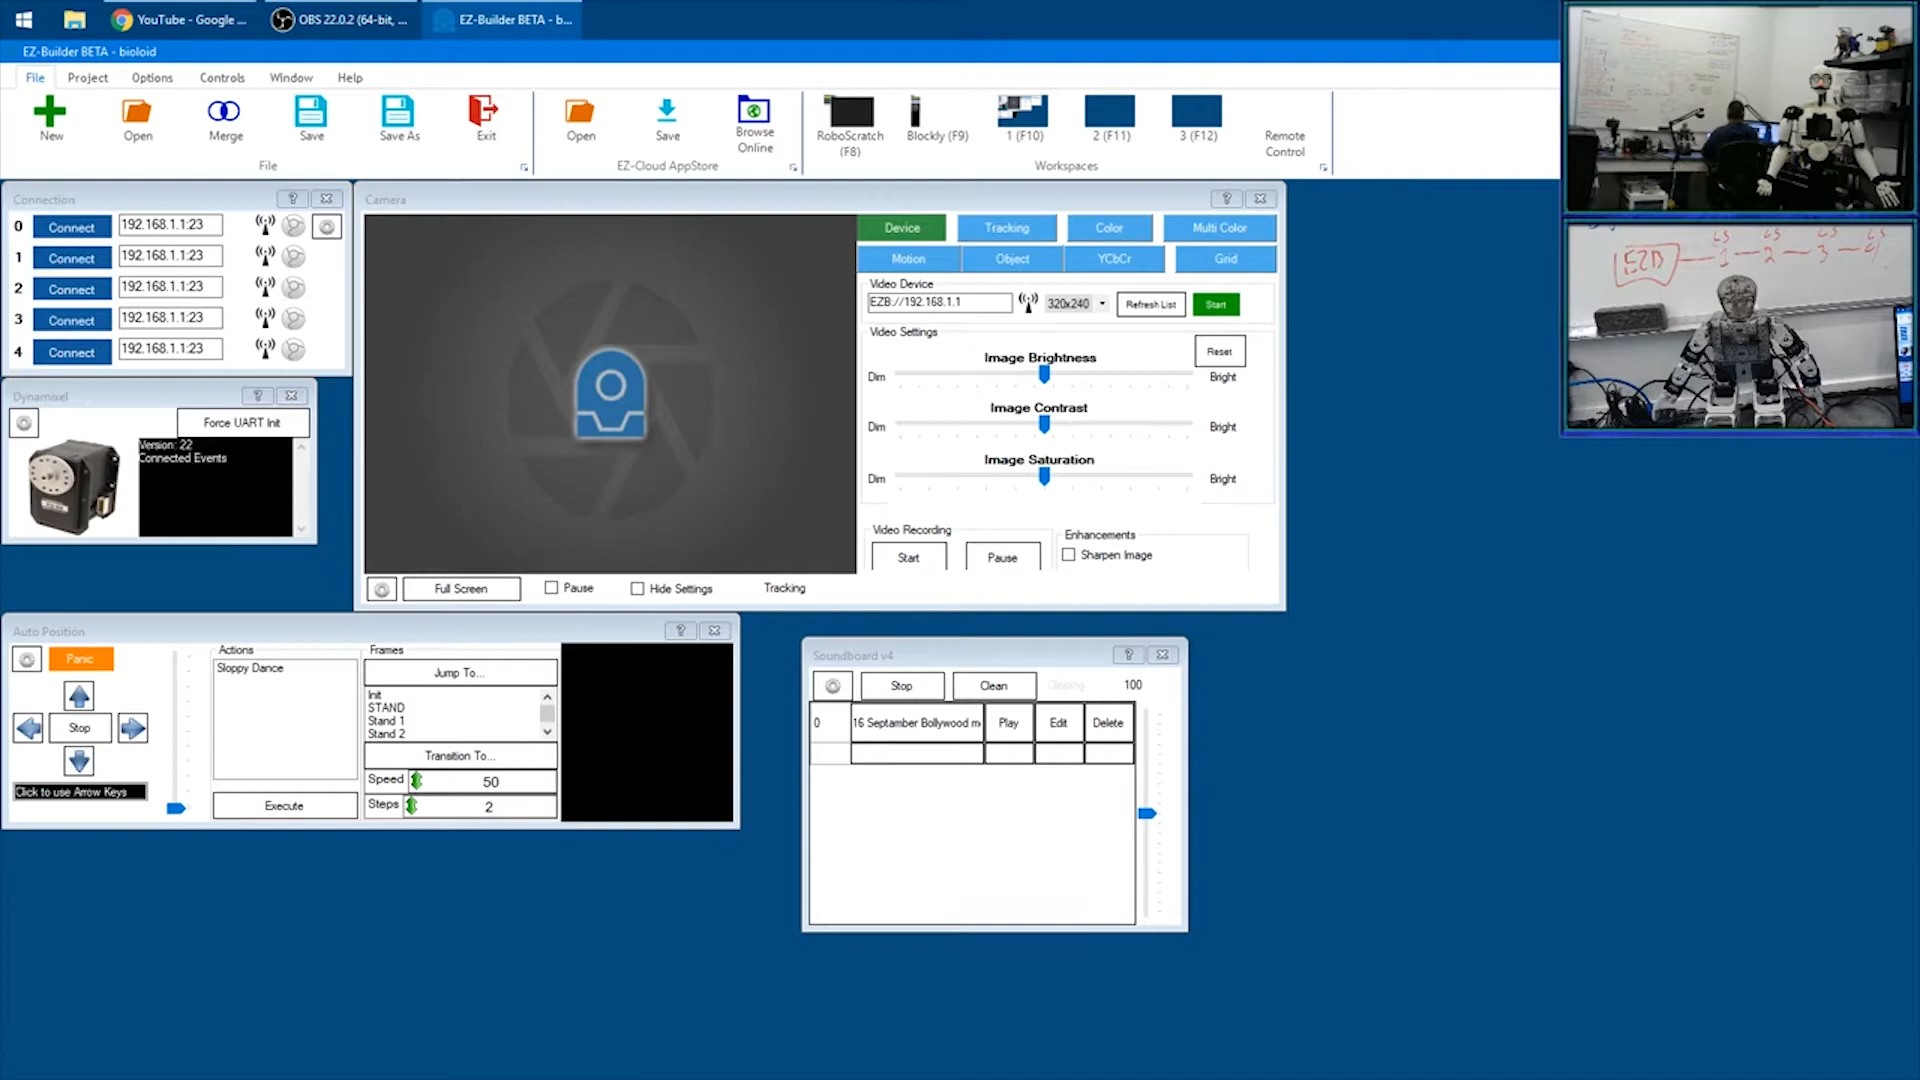 YouTube - Google ...
OBS 22.0.2 (64-bit, ...
EZ-Builder BETA - b...
EZ-Builder BETA - bioloid
File Project Options Controls Window Help
New Open Merge Save Save As Exit
File
Open Save Browse Online
EZ-Cloud AppStore
RoboScratch (F8) Blockly (F9) 1 (F10) 2 (F11) 3 (F12) Remote Control
Workspaces
Connection
0 Connect 192.168.1.1:23
1 Connect 192.168.1.1:23
2 Connect 192.168.1.1:23
3 Connect 192.168.1.1:23
4 Connect 192.168.1.1:23
Dynamixel
Force UART Init
Version: 22
Connected Events
Camera
Device Tracking Color Multi Color
Motion Object YCbCr Grid
Video Device
EZB://192.168.1.1 320x240 Refresh List Start
Video Settings
Reset
Image Brightness
Dim Bright
Image Contrast
Dim Bright
Image Saturation
Dim Bright
Video Recording
Start Pause
Enhancements
Sharpen Image
Full Screen Pause Hide Settings Tracking
Auto Position
Panic
Stop
Click to use Arrow Keys
Actions
Sloppy Dance
Execute
Frames
Jump To...
Init
STAND
Stand 1
Stand 2
Transition To...
Speed 50
Steps 2
Soundboard v4
Stop Clean Clipping 100
0 16 Septamber Bollywood m Play Edit Delete
EZB 1 2 3 4